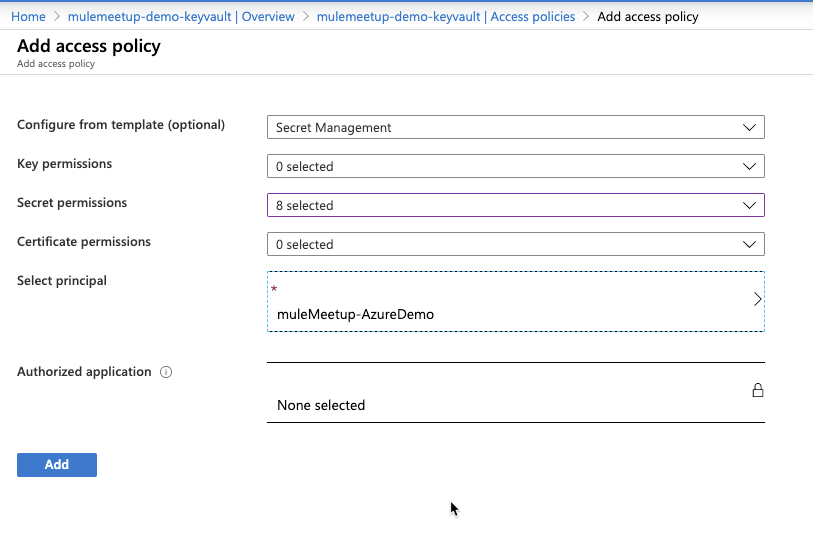 Home > mulemeetup-demo-keyvault | Overview > mulemeetup-demo-keyvault | Access policies > Add access policy
Add access policy
Add access policy
Configure from template (optional) Secret Management
Key permissions 0 selected
Secret permissions 8 selected
Certificate permissions 0 selected
Select principal
*
muleMeetup-AzureDemo
Authorized application
None selected
Add